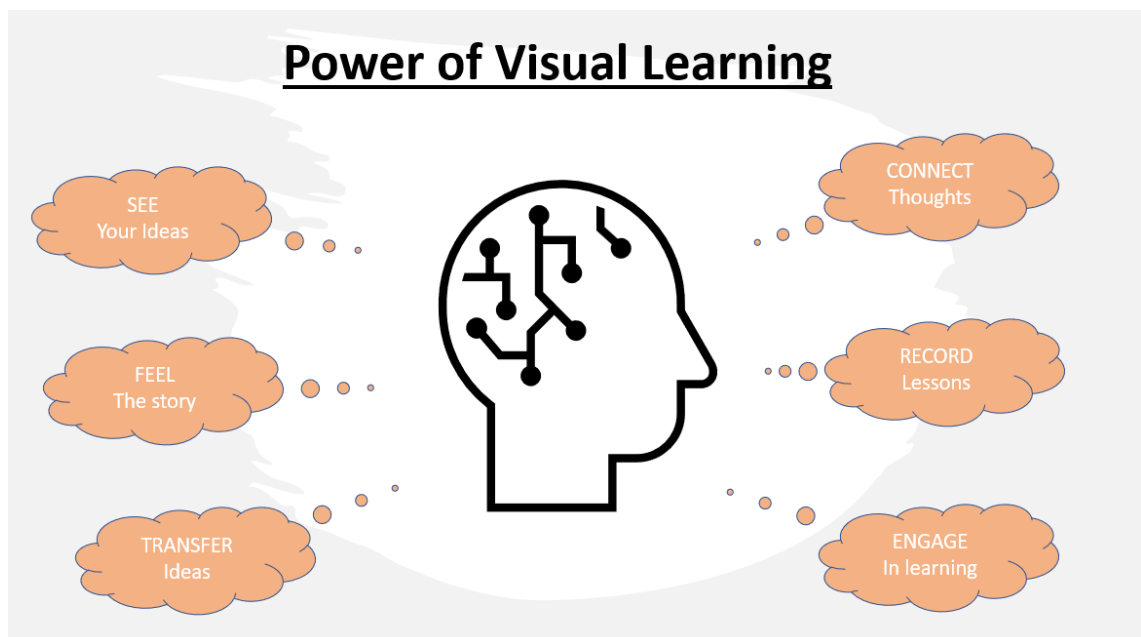 Power of Visual Learning
SEE
Your Ideas
FEEL
The story
TRANSFER
Ideas
CONNECT
Thoughts
RECORD
Lessons
ENGAGE
In learning